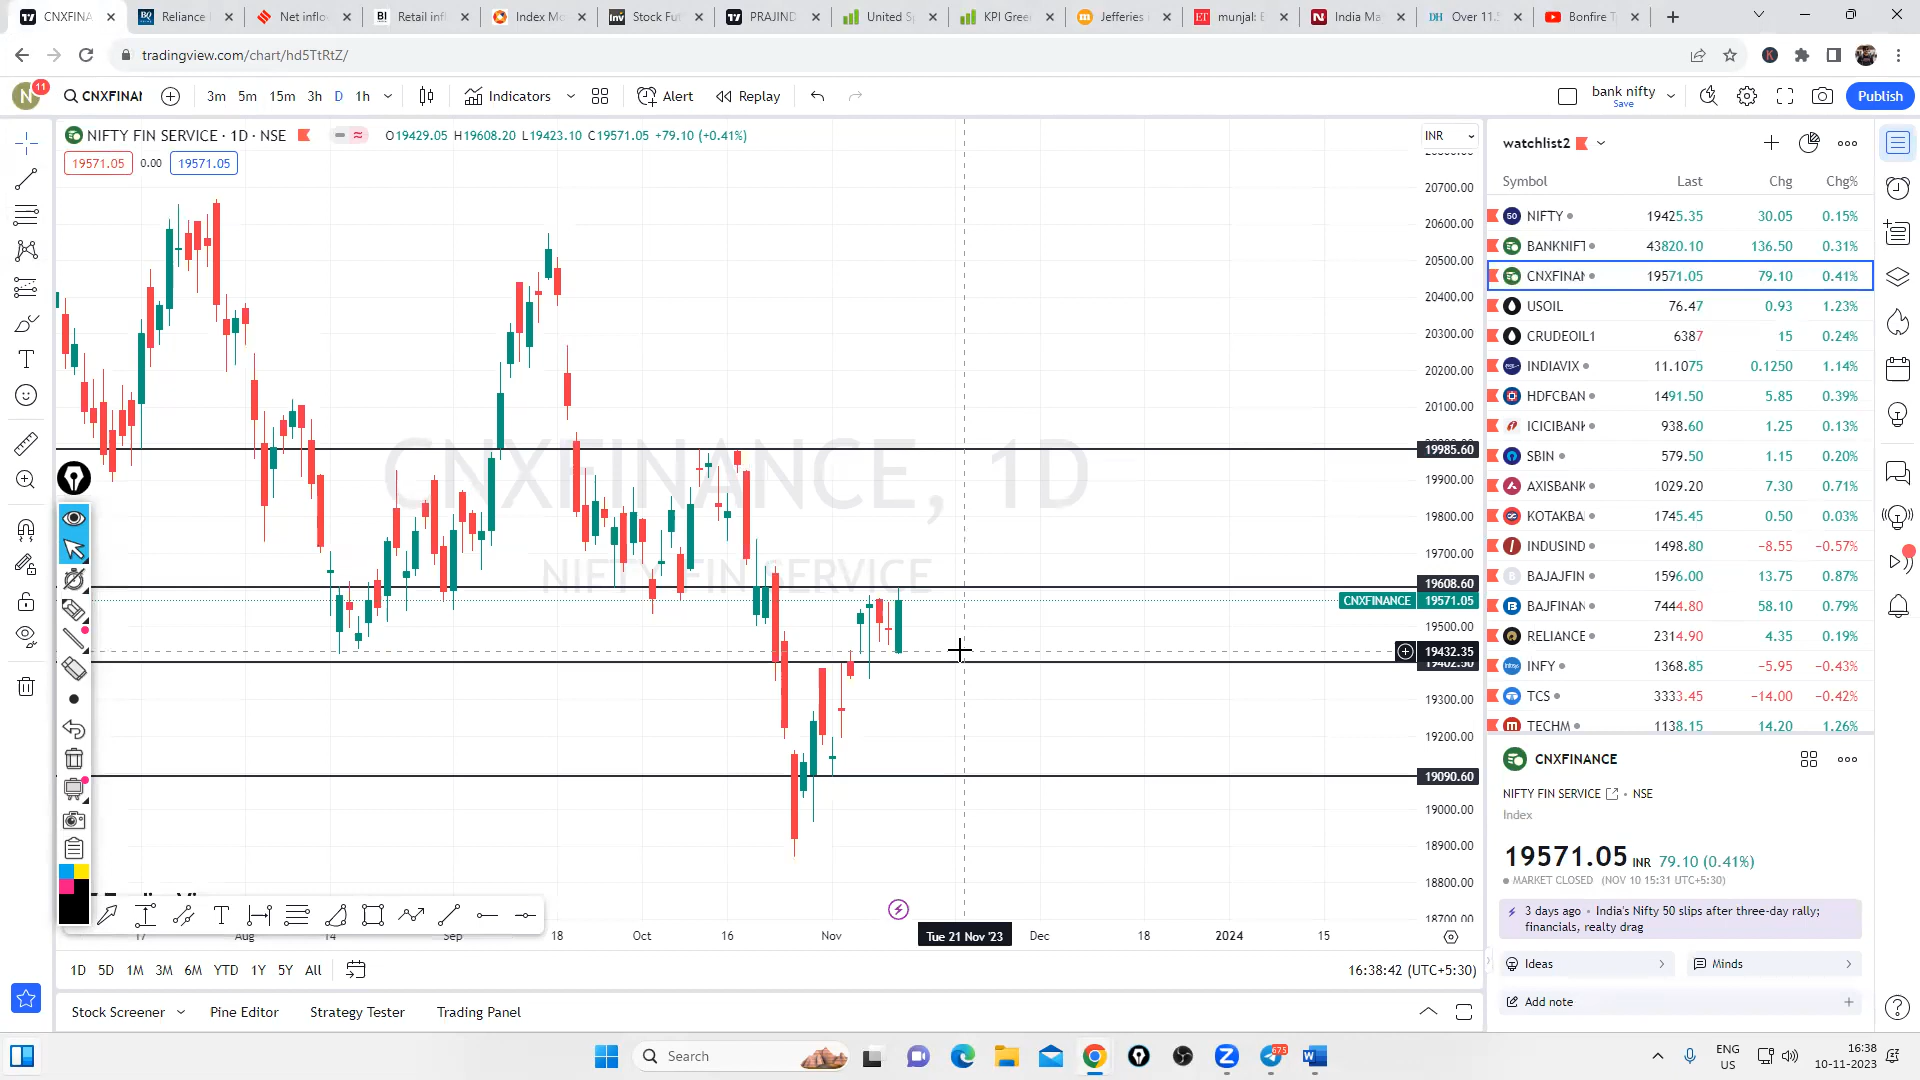 CNXFINA
Reliance
Net inflo
Retail infl
Index Mo
Stock Fut
PRAJIND
United S
KPI Gree
Jefferies
munjal: B
India Ma
Over 11.
Bonfire T
tradingview.com/chart/hd5TtRtZ/
N 11 CNXFINAN 3m 5m 15m 3h D 1h Indicators Alert Replay bank nifty Save Publish
NIFTY FIN SERVICE · 1D · NSE O19429.05 H19608.20 L19423.10 C19571.05 +79.10 (+0.41%) INR
19571.05 0.00 19571.05
20700.00
20600.00
20500.00
20400.00
20300.00
20200.00
20100.00
19985.60
19900.00
19800.00
19700.00
19608.60
CNXFINANCE 19571.05
19500.00
19432.35
19402.50
19300.00
19200.00
19090.60
19000.00
18900.00
18800.00
18700.00
CNXFINANCE, 1D
NIFTY FIN SERVICE
17 Aug 14 Sep 18 Oct 16 Nov Tue 21 Nov '23 Dec 18 2024 15
1D 5D 1M 3M 6M YTD 1Y 5Y All 16:38:42 (UTC+5:30)
Stock Screener Pine Editor Strategy Tester Trading Panel
watchlist2
Symbol Last Chg Chg%
NIFTY 19425.35 30.05 0.15%
BANKNIFT 43820.10 136.50 0.31%
CNXFINAN 19571.05 79.10 0.41%
USOIL 76.47 0.93 1.23%
CRUDEOIL1 6387 15 0.24%
INDIAVIX 11.1075 0.1250 1.14%
HDFCBAN 1491.50 5.85 0.39%
ICICIBANK 938.60 1.25 0.13%
SBIN 579.50 1.15 0.20%
AXISBANK 1029.20 7.30 0.71%
KOTAKBA 1745.45 0.50 0.03%
INDUSIND 1498.80 −8.55 −0.57%
BAJAJFIN 1596.00 13.75 0.87%
BAJFINAN 7444.80 58.10 0.79%
RELIANCE 2314.90 4.35 0.19%
INFY 1368.85 −5.95 −0.43%
TCS 3333.45 −14.00 −0.42%
TECHM 1138.15 14.20 1.26%
CNXFINANCE
NIFTY FIN SERVICE • NSE
Index
19571.05 INR 79.10 (0.41%)
MARKET CLOSED (NOV 10 15:31 UTC+5:30)
3 days ago • India's Nifty 50 slips after three-day rally;
financials, realty drag
Ideas Minds
Add note
Search
675
ENG
US
16:38
10-11-2023